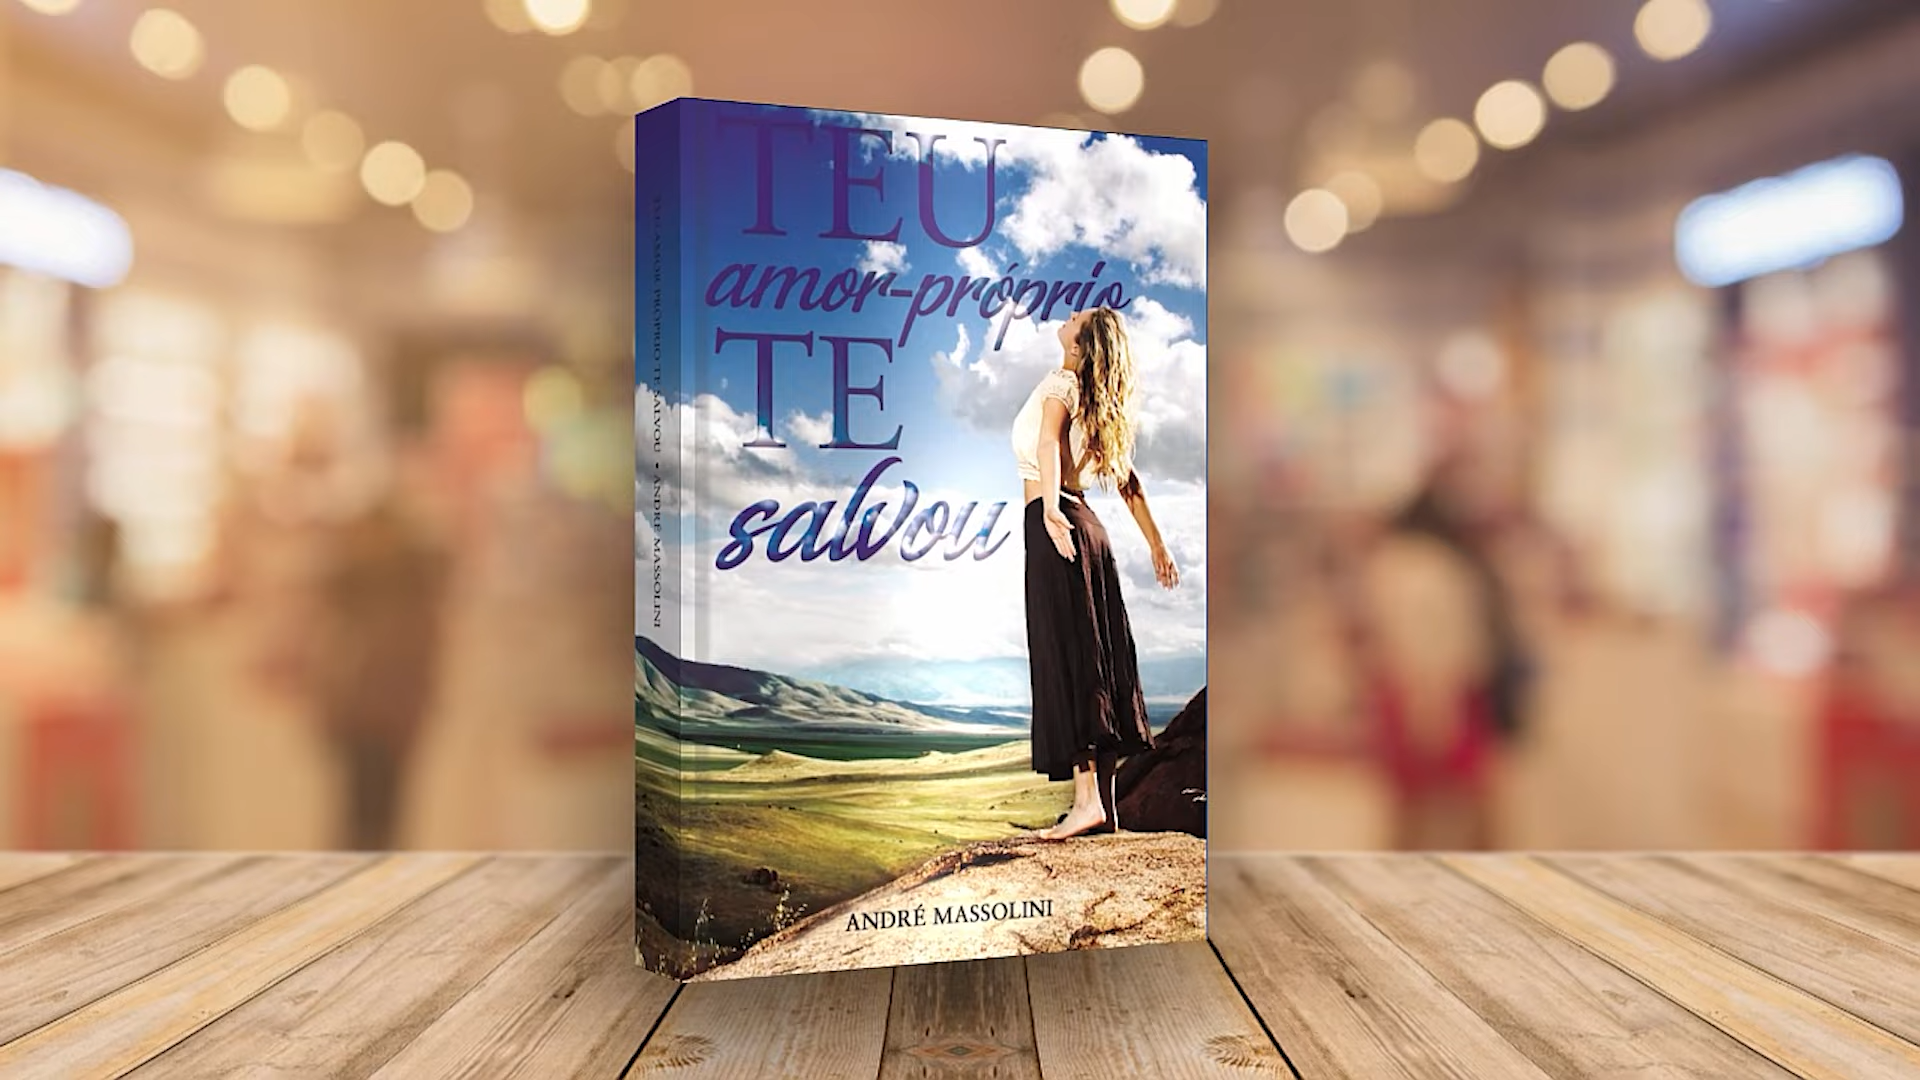 TEU
amor-próprio
TE
salvou
ANDRÉ MASSOLINI
TEU AMOR PRÓPRIO TE SALVOU • ANDRÉ MASSOLINI